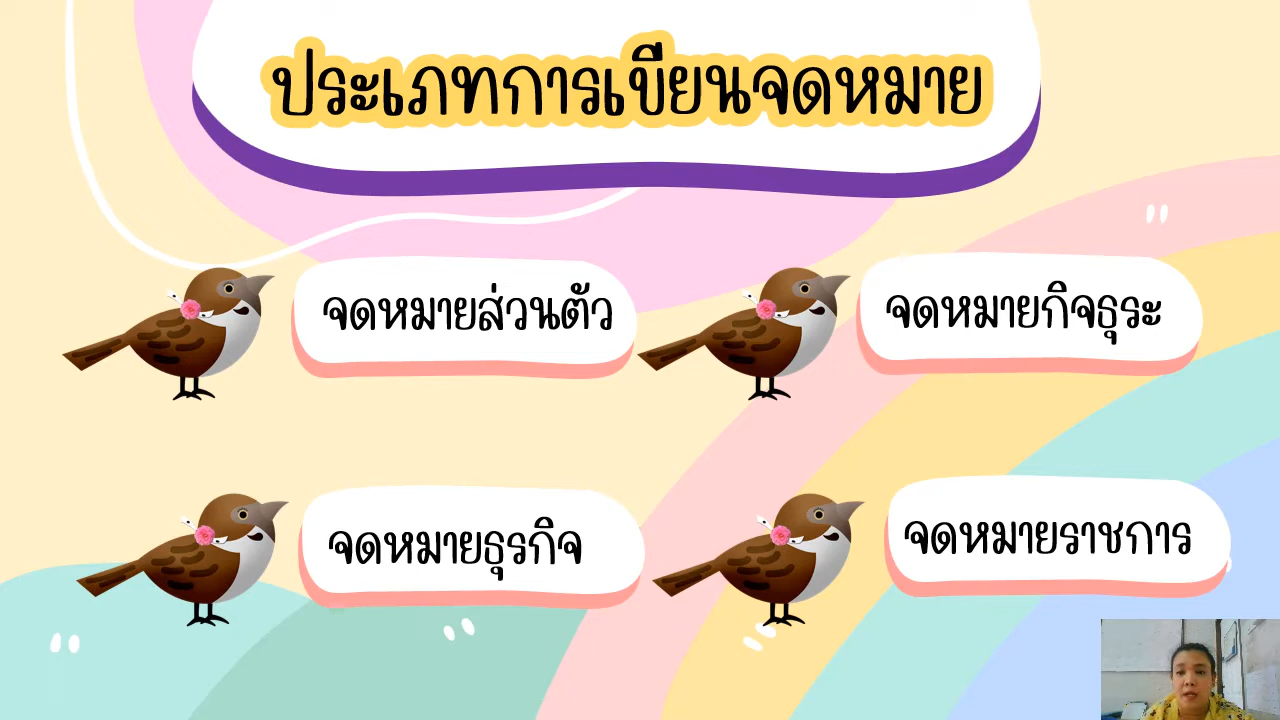 ประเภทการเขียนจดหมาย
จดหมายส่วนตัว
จดหมายกิจธุระ
จดหมายธุรกิจ
จดหมายราชการ